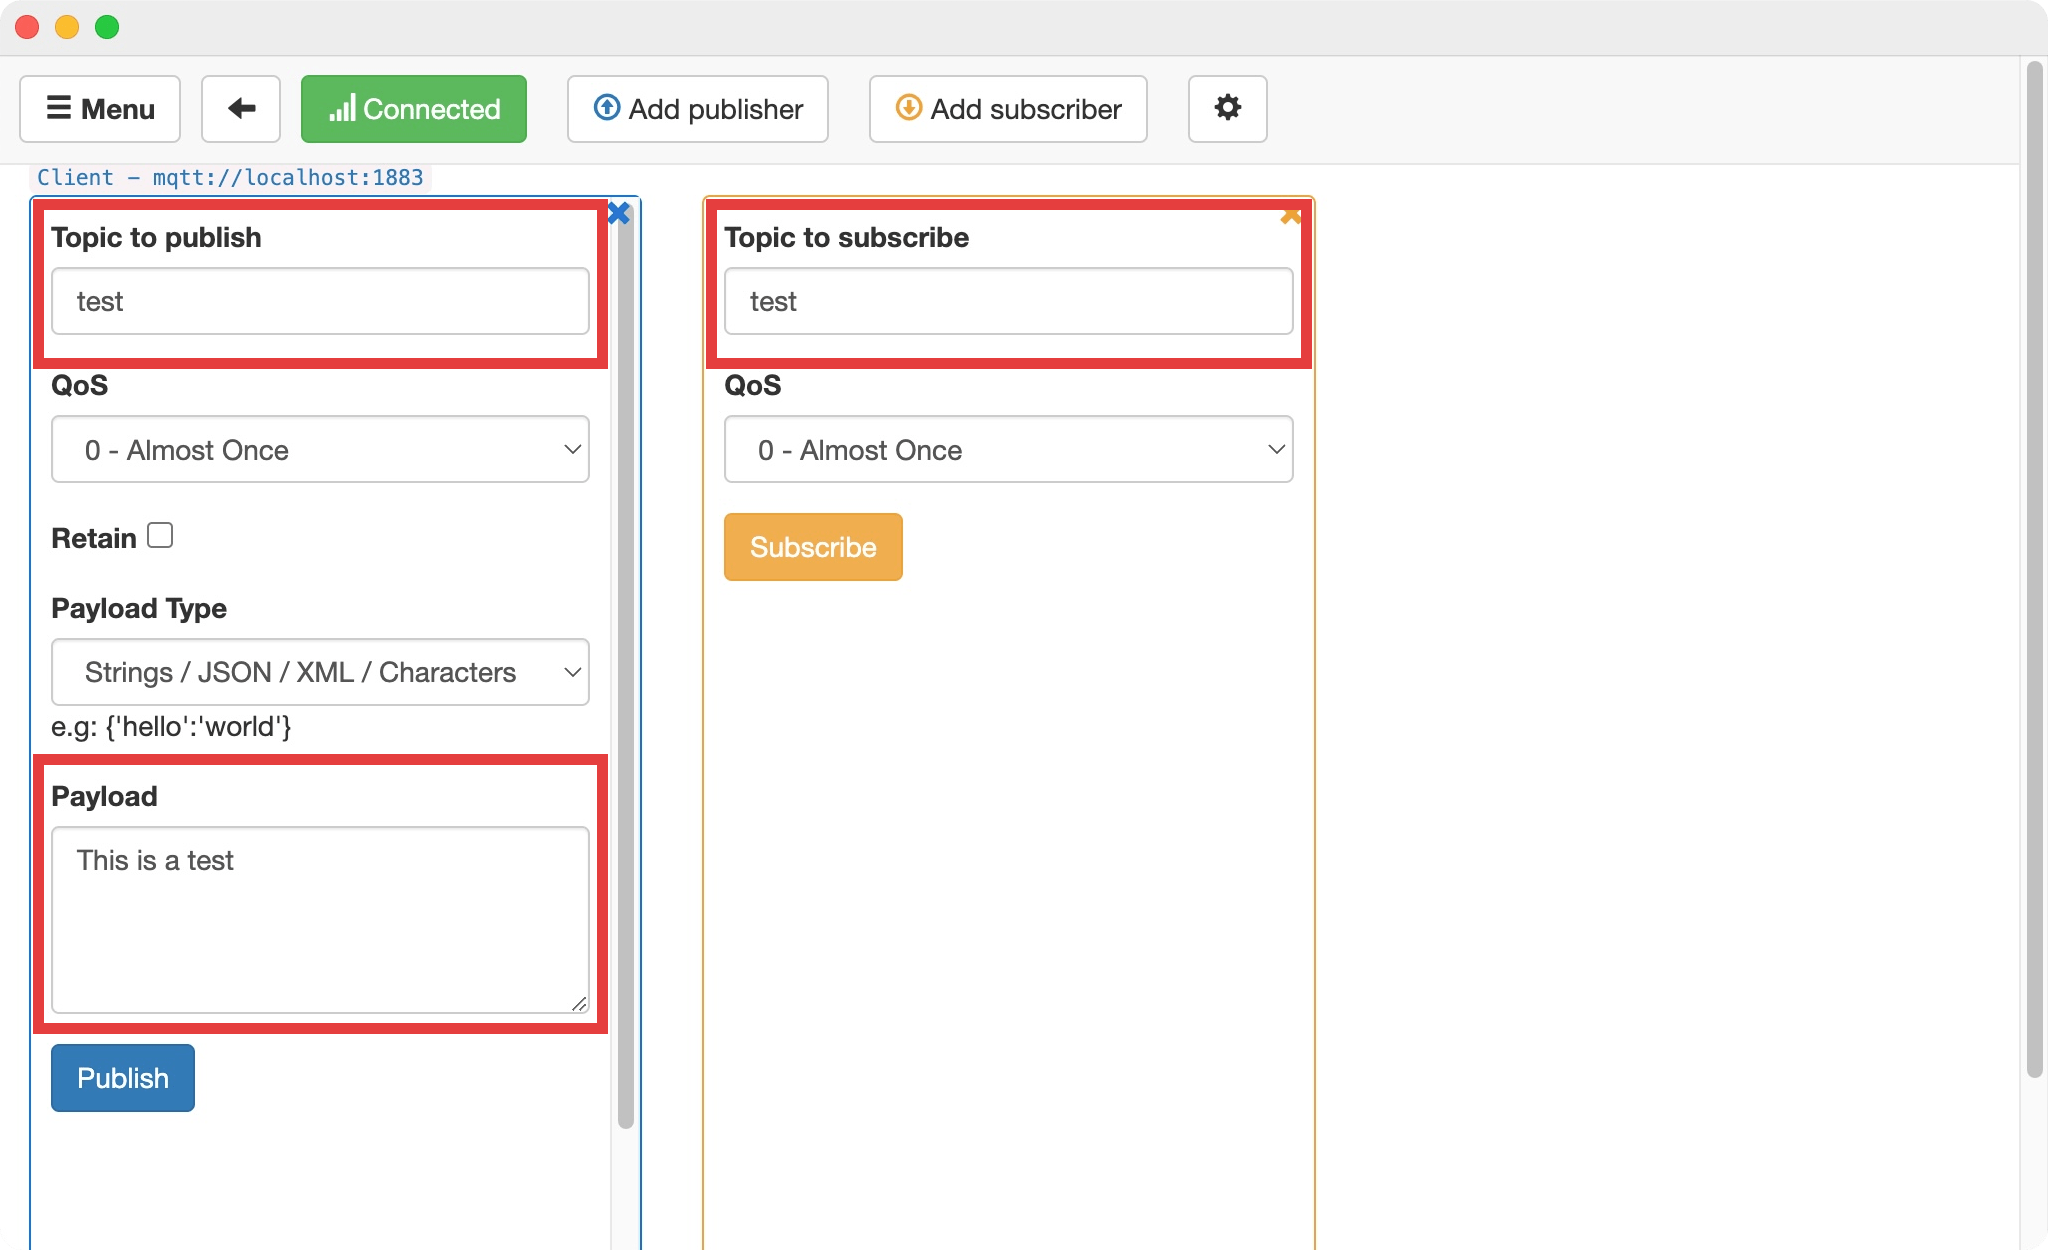 Menu Connected Add publisher Add subscriber
Client - mqtt://localhost:1883
Topic to publish
test
QoS
0 - Almost Once
Retain
Payload Type
Strings / JSON / XML / Characters
e.g: {'hello':'world'}
Payload
This is a test
Publish
Topic to subscribe
test
QoS
0 - Almost Once
Subscribe